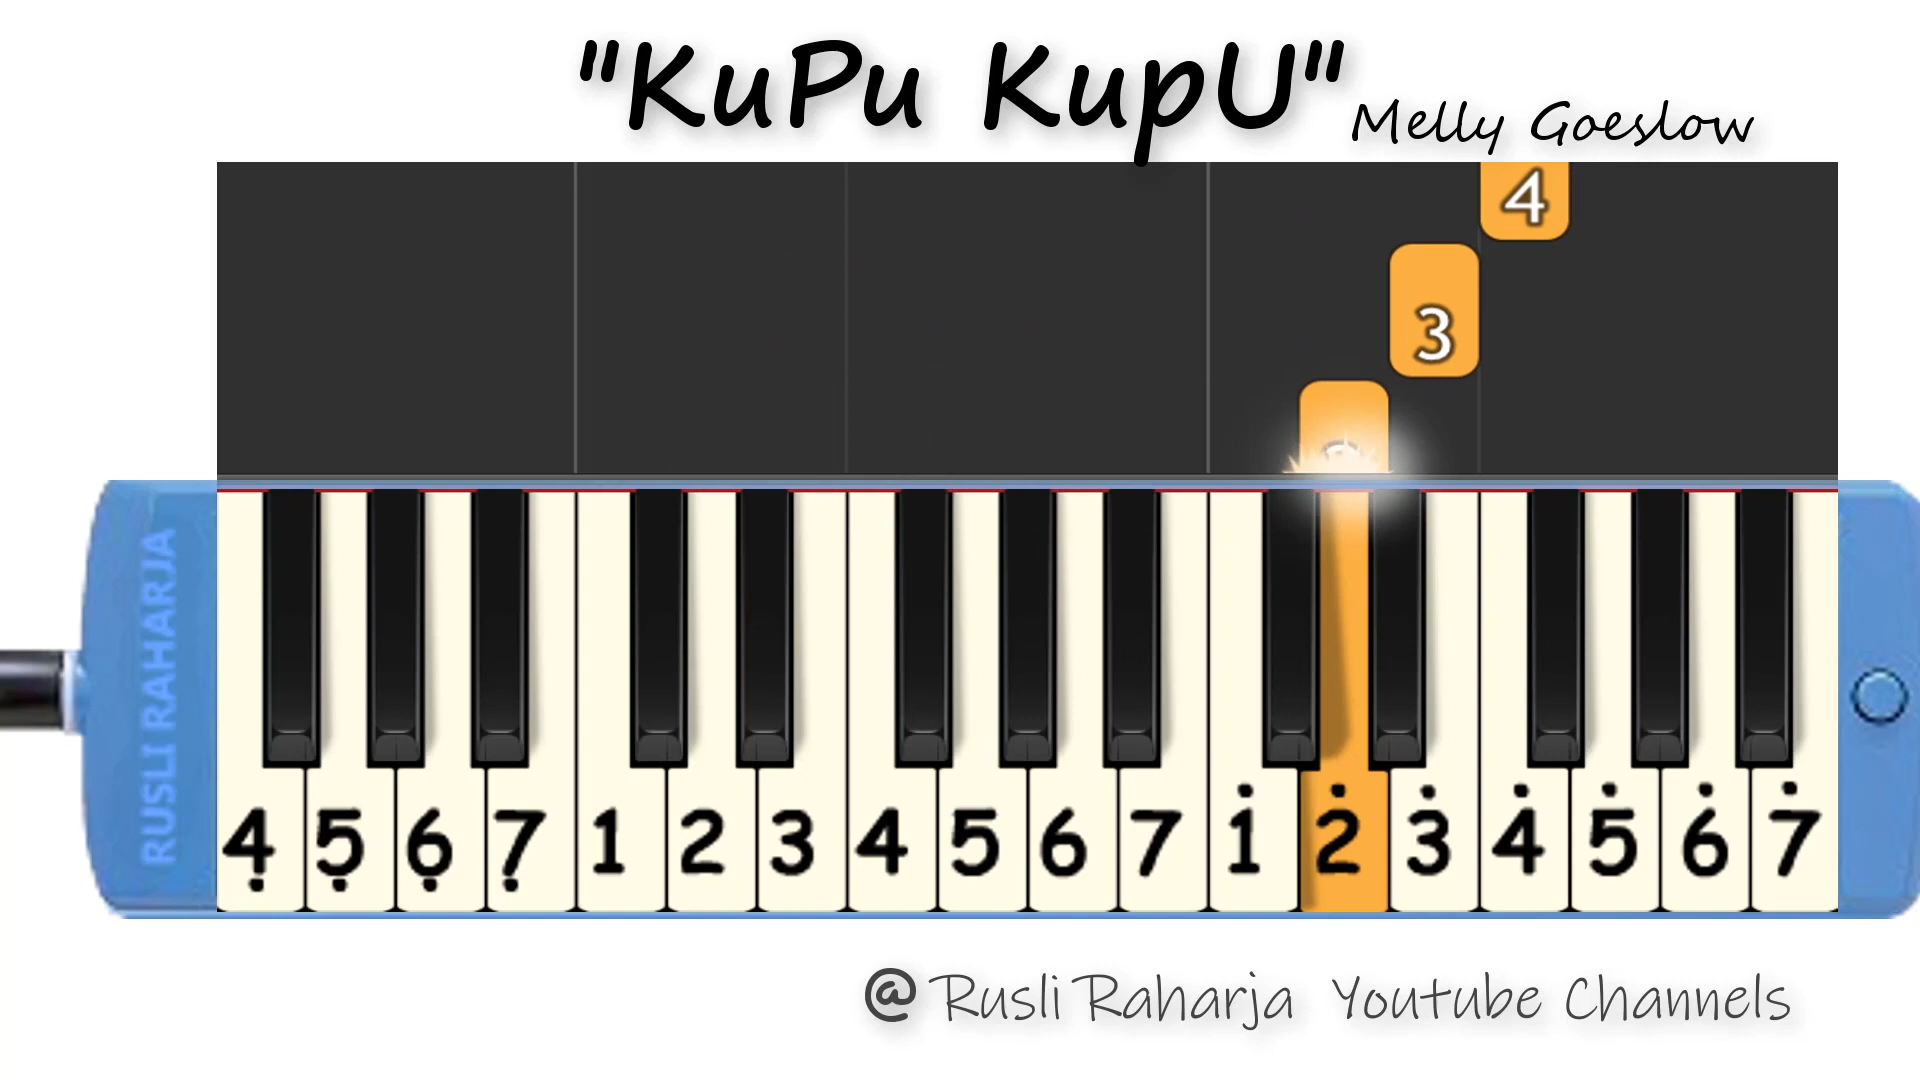 "KuPu KupU" Melly Goeslow
4
3
RUSLI RAHARJA
4̣ 5̣ 6̣ 7̣ 1 2 3 4 5 6 7 1̇ 2̇ 3̇ 4̇ 5̇ 6̇ 7̇
@ Rusli Raharja Youtube Channels